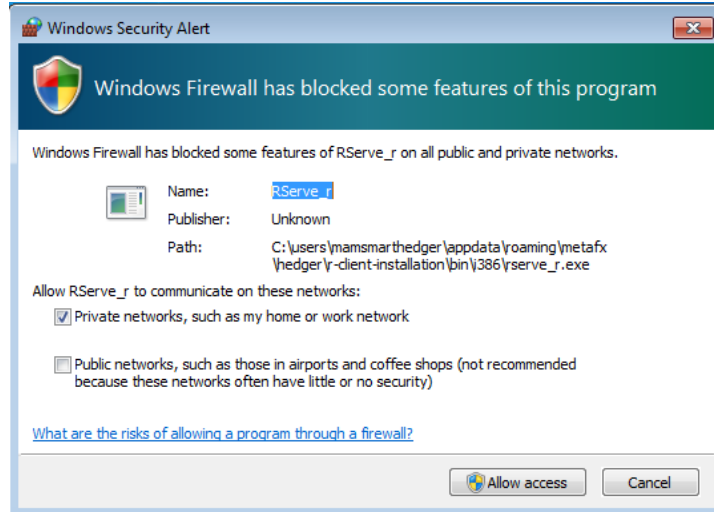 Windows Security Alert
Windows Firewall has blocked some features of this program
Windows Firewall has blocked some features of RServe_r on all public and private networks.
Name: RServe_r
Publisher: Unknown
Path: C:\users\mamsmarthedger\appdata\roaming\metafx
\hedger\r-client-installation\bin\i386\rserve_r.exe
Allow RServe_r to communicate on these networks:
Private networks, such as my home or work network
Public networks, such as those in airports and coffee shops (not recommended
because these networks often have little or no security)
What are the risks of allowing a program through a firewall?
Allow access Cancel